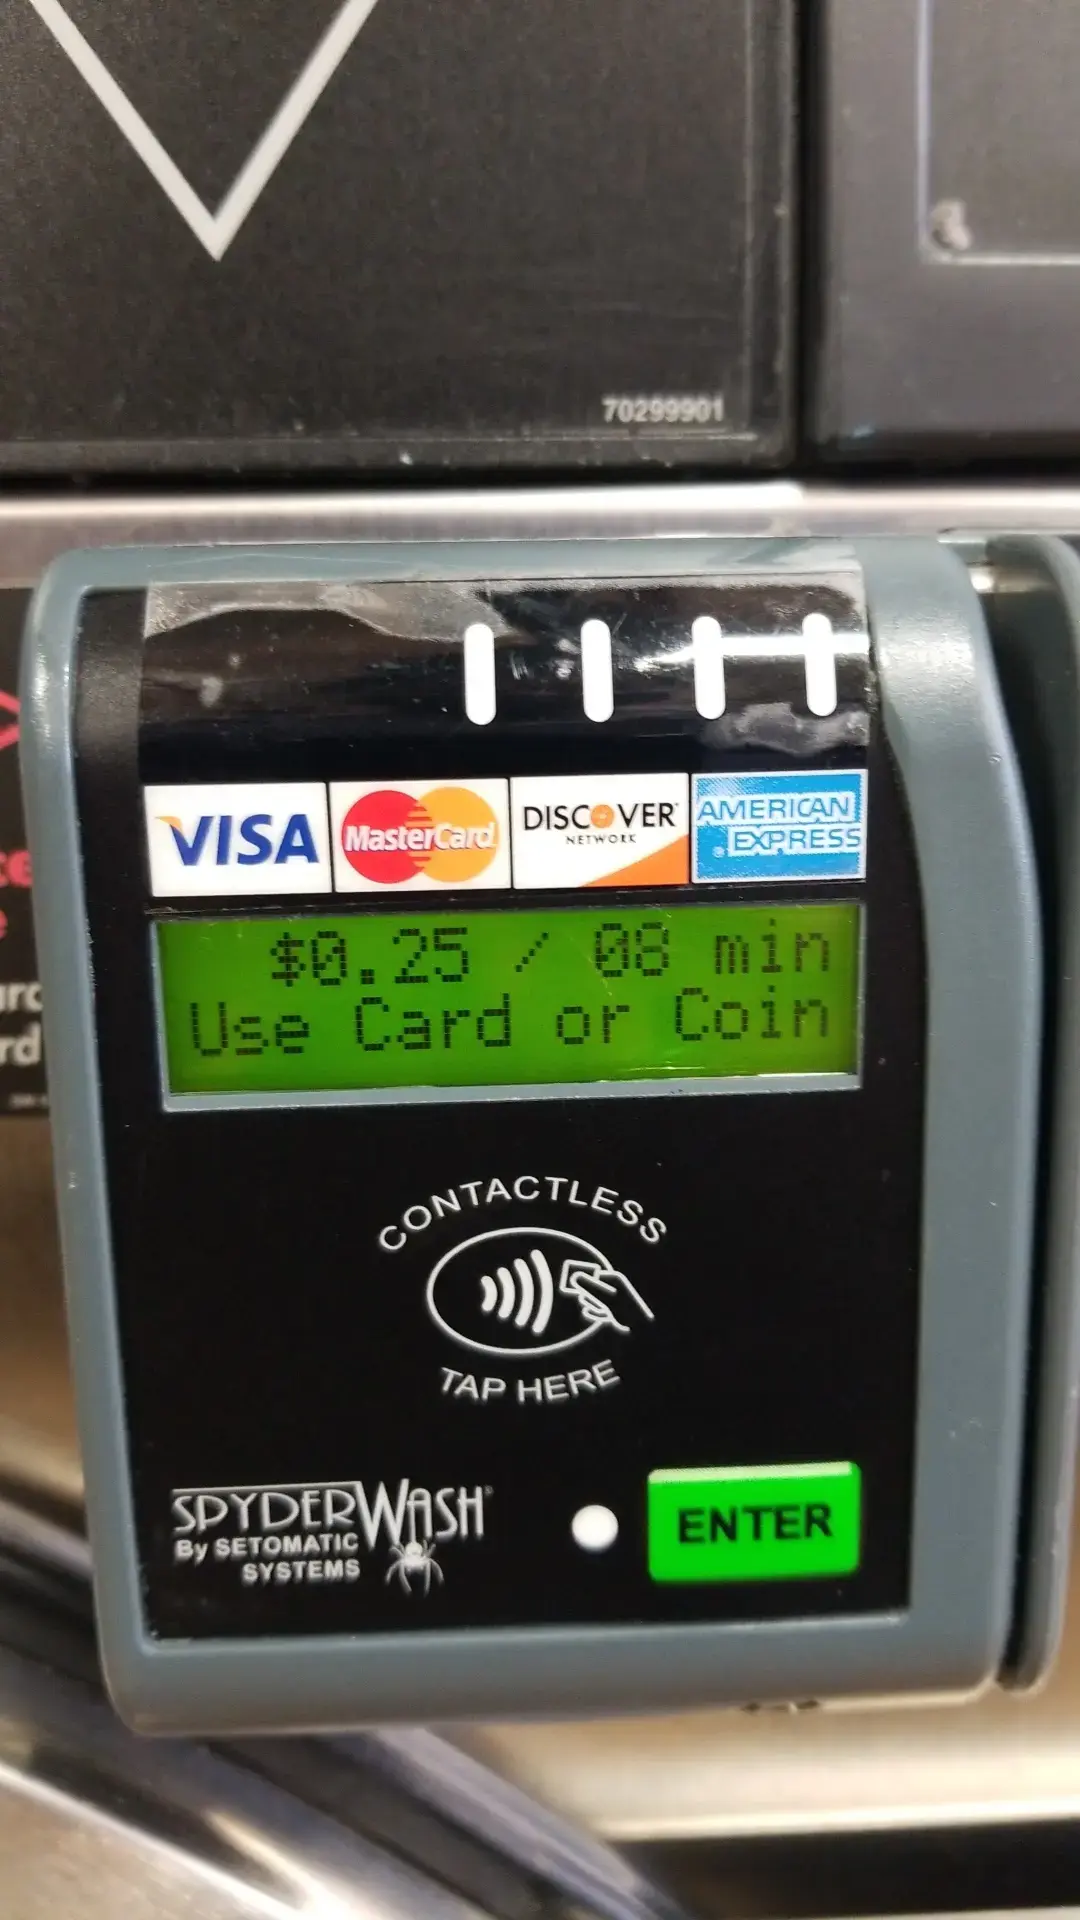 70299901
VISA
MasterCard
DISCOVER
NETWORK
AMERICAN
EXPRESS
$0.25 / 08 min
Use Card or Coin
CONTACTLESS
TAP HERE
SPYDERWASH
By SETOMATIC
SYSTEMS
ENTER